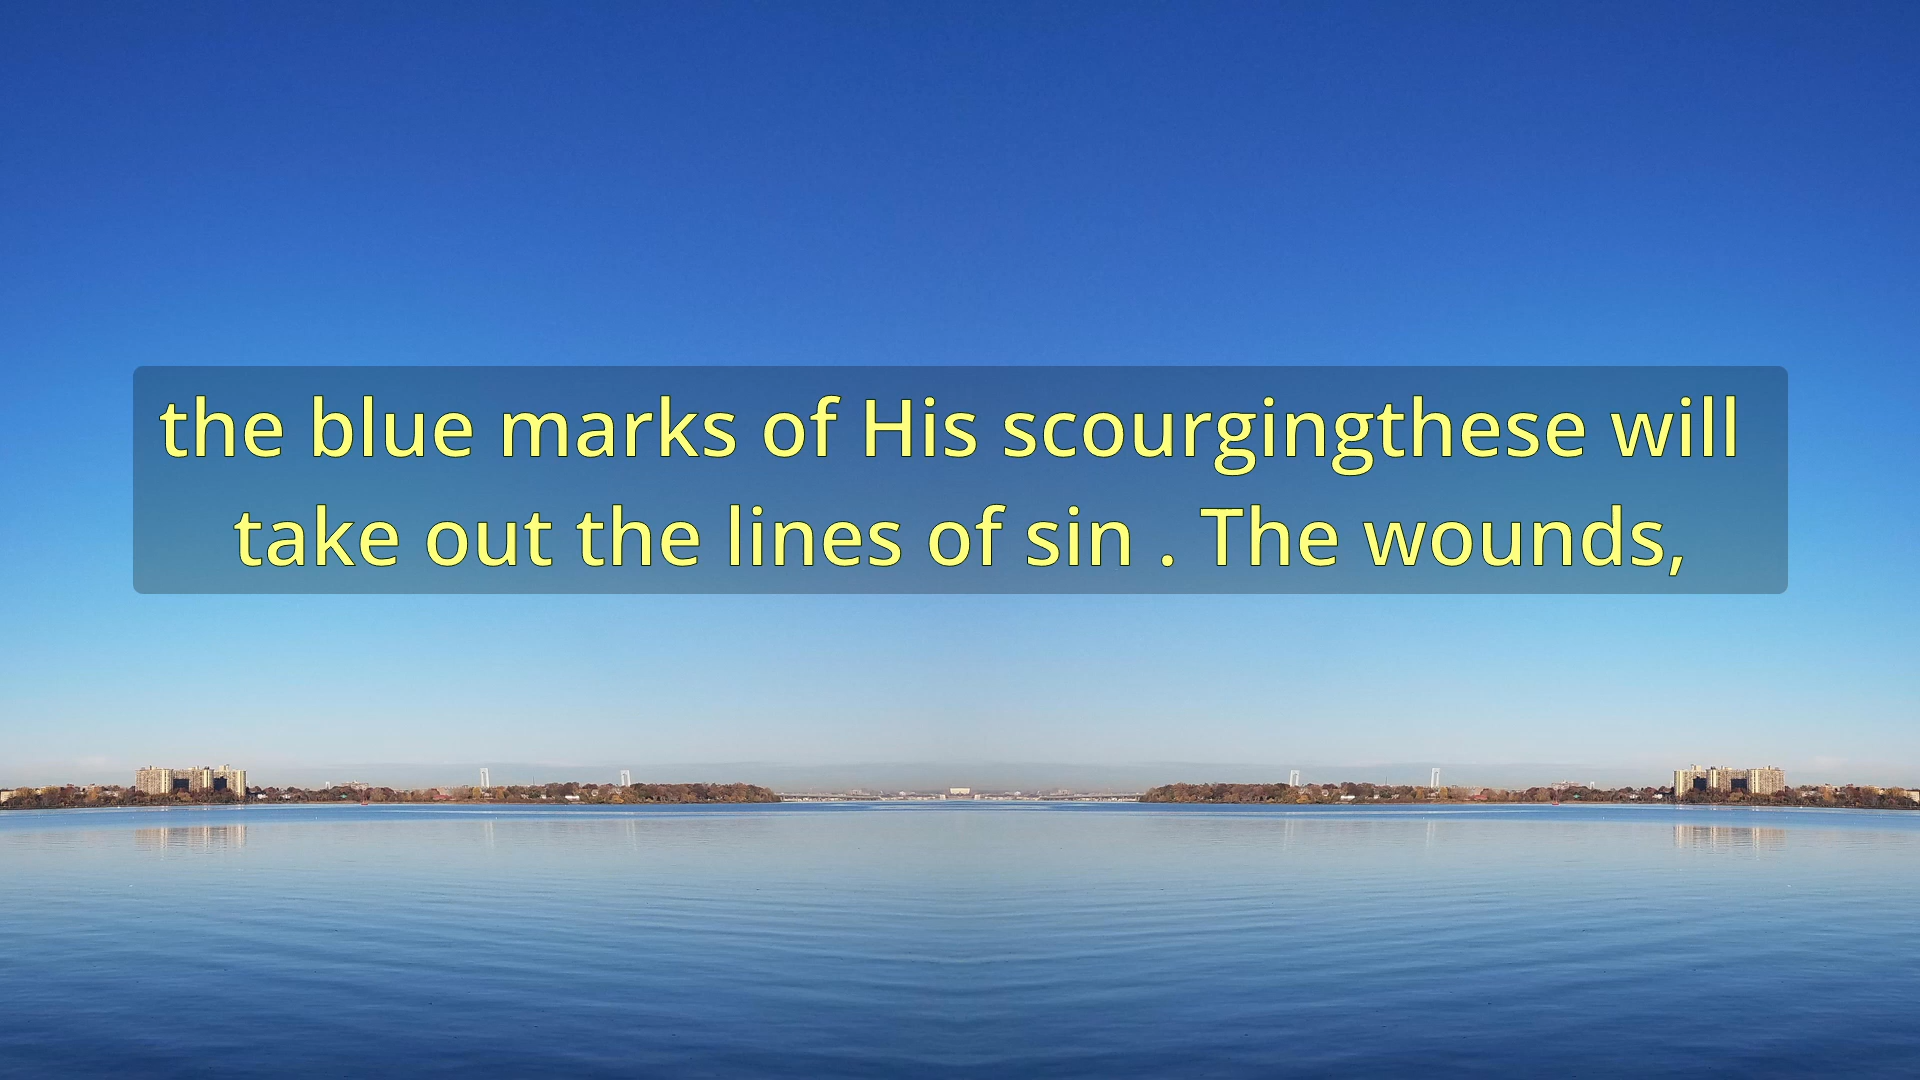 the blue marks of His scourgingthese will
take out the lines of sin . The wounds,